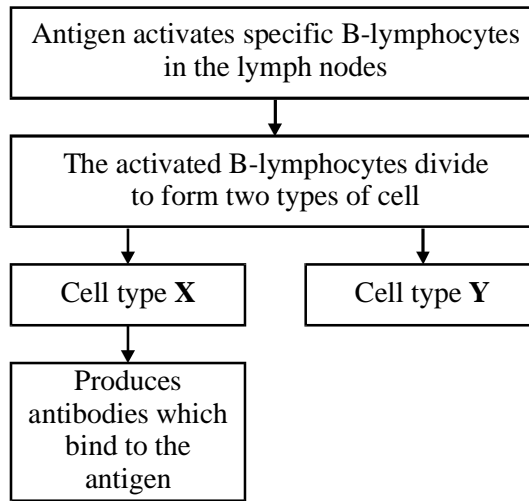 Antigen activates specific B-lymphocytes
in the lymph nodes
The activated B-lymphocytes divide
to form two types of cell
Cell type X
Cell type Y
Produces
antibodies which
bind to the
antigen